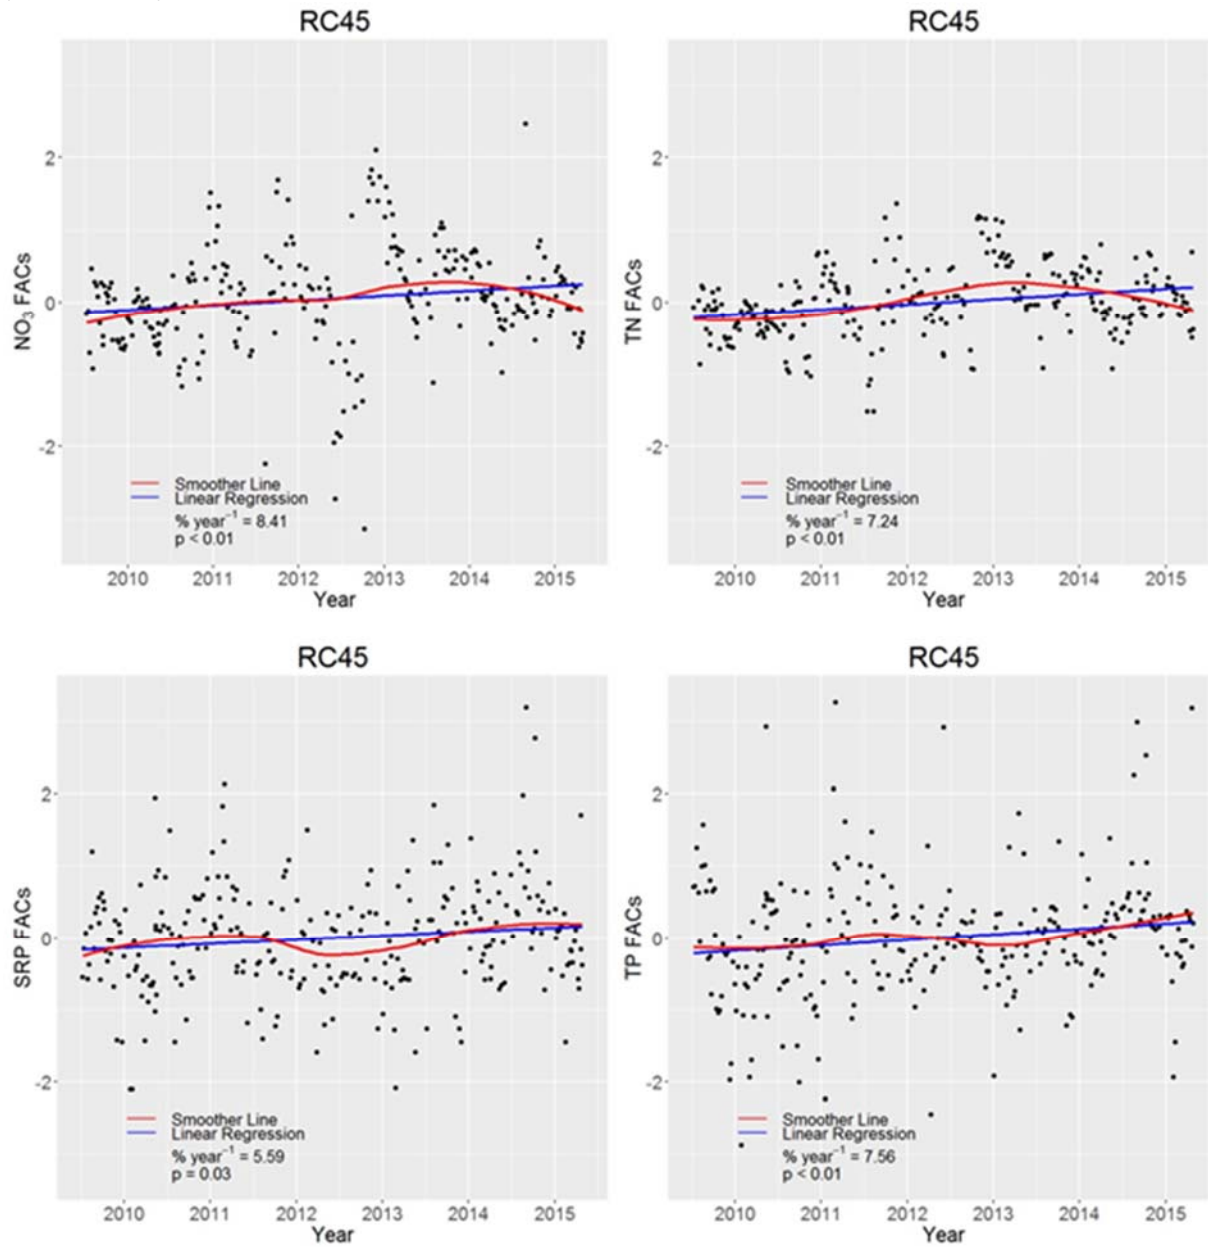 RC45
RC45
2
0
-2
NO₃ FACs
Smoother Line
Linear Regression
% year⁻¹ = 8.41
p < 0.01
2010 2011 2012 2013 2014 2015
Year
2
0
-2
TN FACs
Smoother Line
Linear Regression
% year⁻¹ = 7.24
p < 0.01
2010 2011 2012 2013 2014 2015
Year
RC45
RC45
2
0
-2
SRP FACs
Smoother Line
Linear Regression
% year⁻¹ = 5.59
p = 0.03
2010 2011 2012 2013 2014 2015
Year
2
0
-2
TP FACs
Smoother Line
Linear Regression
% year⁻¹ = 7.56
p < 0.01
2010 2011 2012 2013 2014 2015
Year